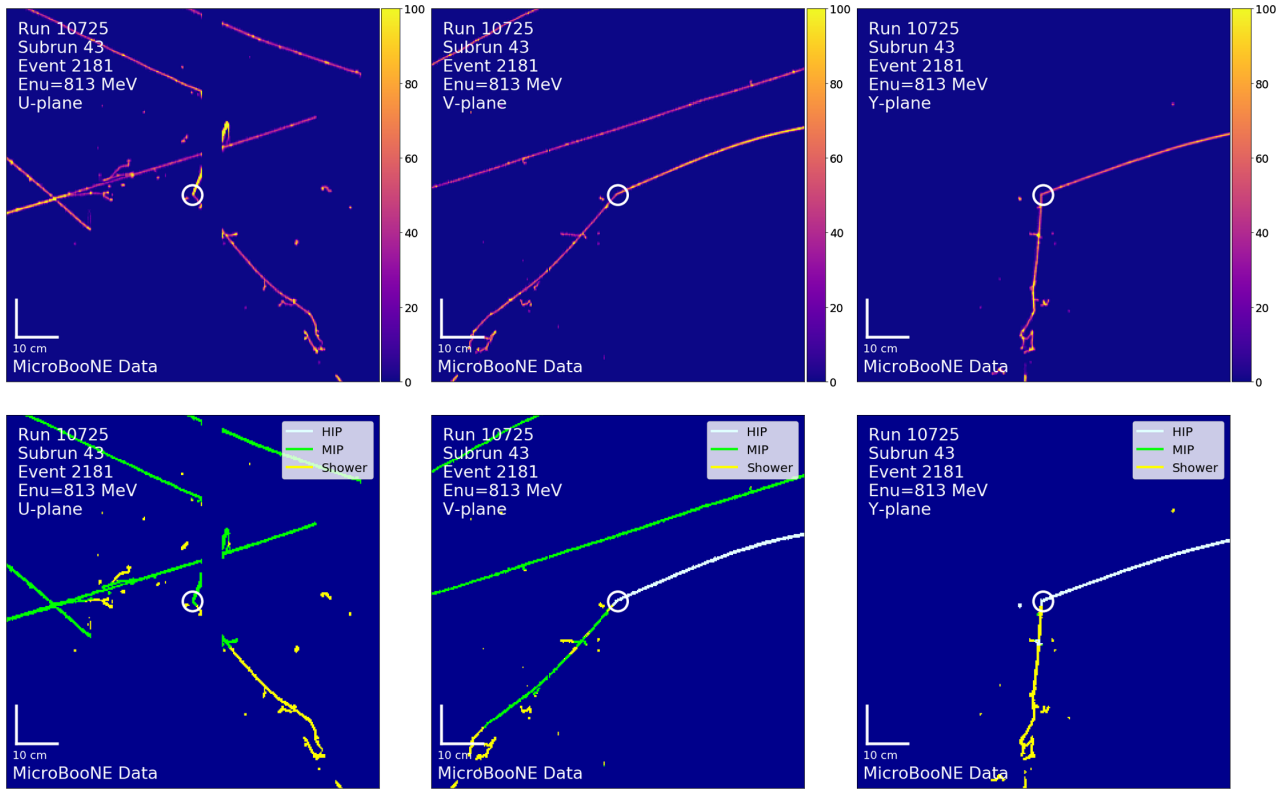 Run 10725
Subrun 43
Event 2181
Enu=813 MeV
U-plane
10 cm
MicroBooNE Data
100
80
60
40
20
0
Run 10725
Subrun 43
Event 2181
Enu=813 MeV
V-plane
10 cm
MicroBooNE Data
100
80
60
40
20
0
Run 10725
Subrun 43
Event 2181
Enu=813 MeV
Y-plane
10 cm
MicroBooNE Data
100
80
60
40
20
0
Run 10725
Subrun 43
Event 2181
Enu=813 MeV
U-plane
HIP
MIP
Shower
10 cm
MicroBooNE Data
Run 10725
Subrun 43
Event 2181
Enu=813 MeV
V-plane
HIP
MIP
Shower
10 cm
MicroBooNE Data
Run 10725
Subrun 43
Event 2181
Enu=813 MeV
Y-plane
HIP
MIP
Shower
10 cm
MicroBooNE Data